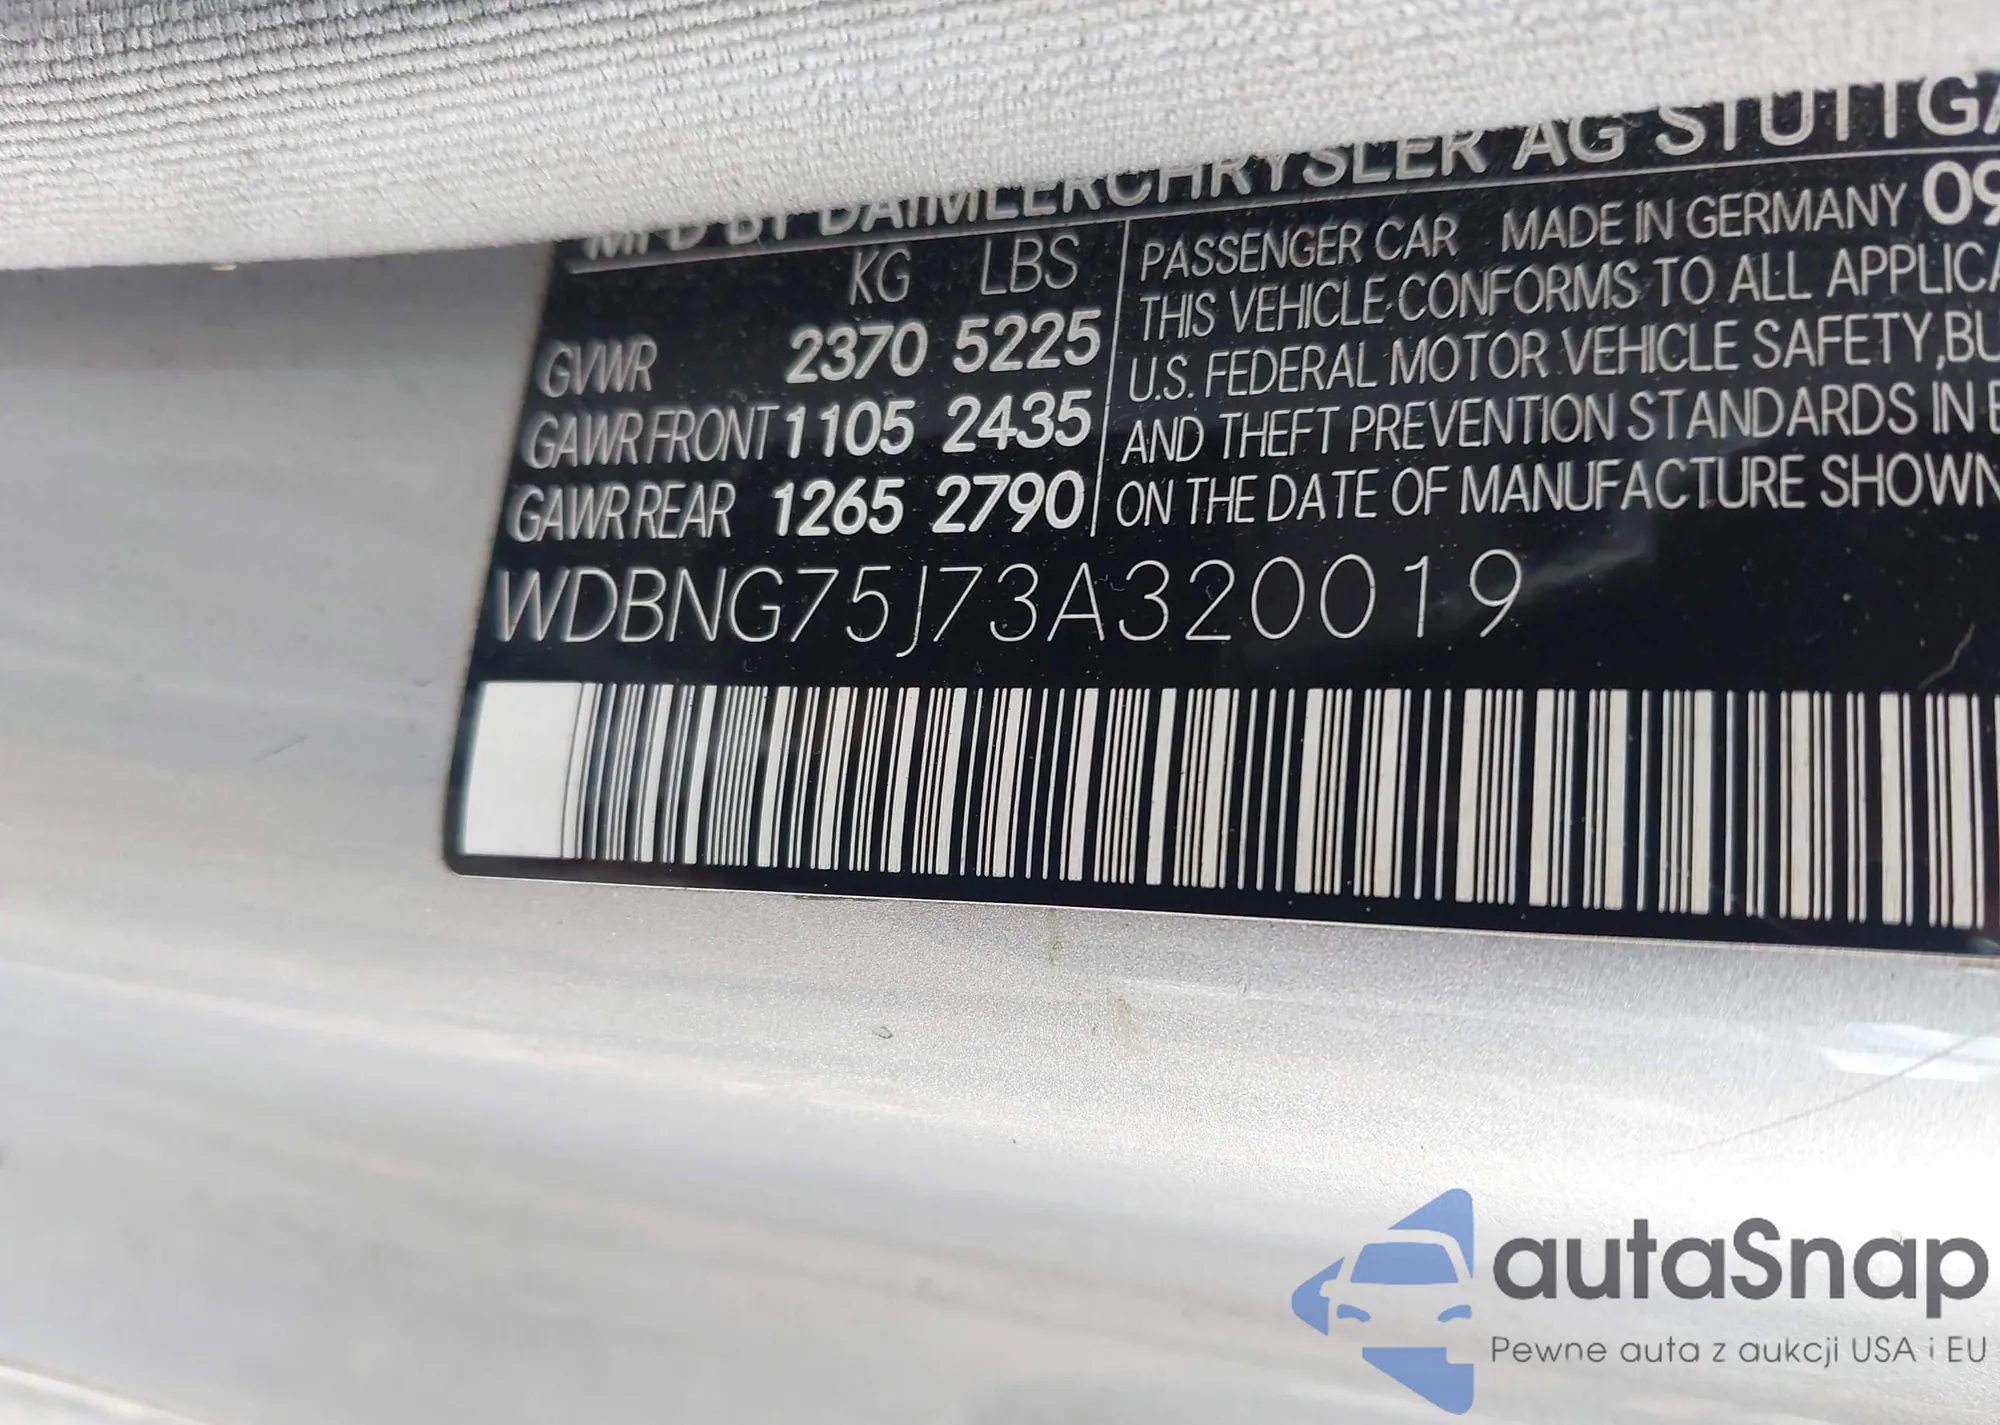 MFD BY DAIMLERCHRYSLER AG STUTTGA
KG LBS
GVWR 2370 5225
GAWR FRONT 1105 2435
GAWR REAR 1265 2790
PASSENGER CAR MADE IN GERMANY 09
THIS VEHICLE CONFORMS TO ALL APPLICA
U.S. FEDERAL MOTOR VEHICLE SAFETY, BU
AND THEFT PREVENTION STANDARDS IN E
ON THE DATE OF MANUFACTURE SHOWN
WDBNG75J73A320019
autaSnap
Pewne auta z aukcji USA i EU